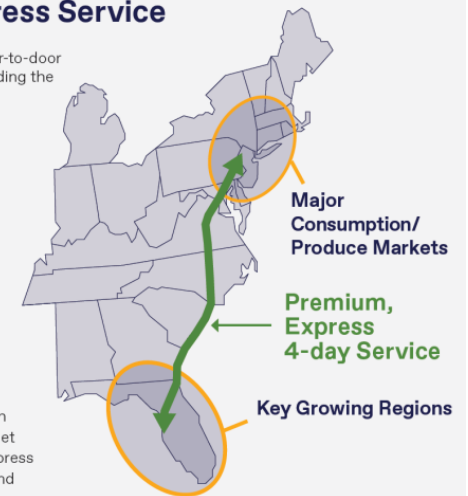 ress Service
r-to-door
ding the
Major
Consumption/
Produce Markets
Premium,
Express
4-day Service
Key Growing Regions
n
et
press
nd